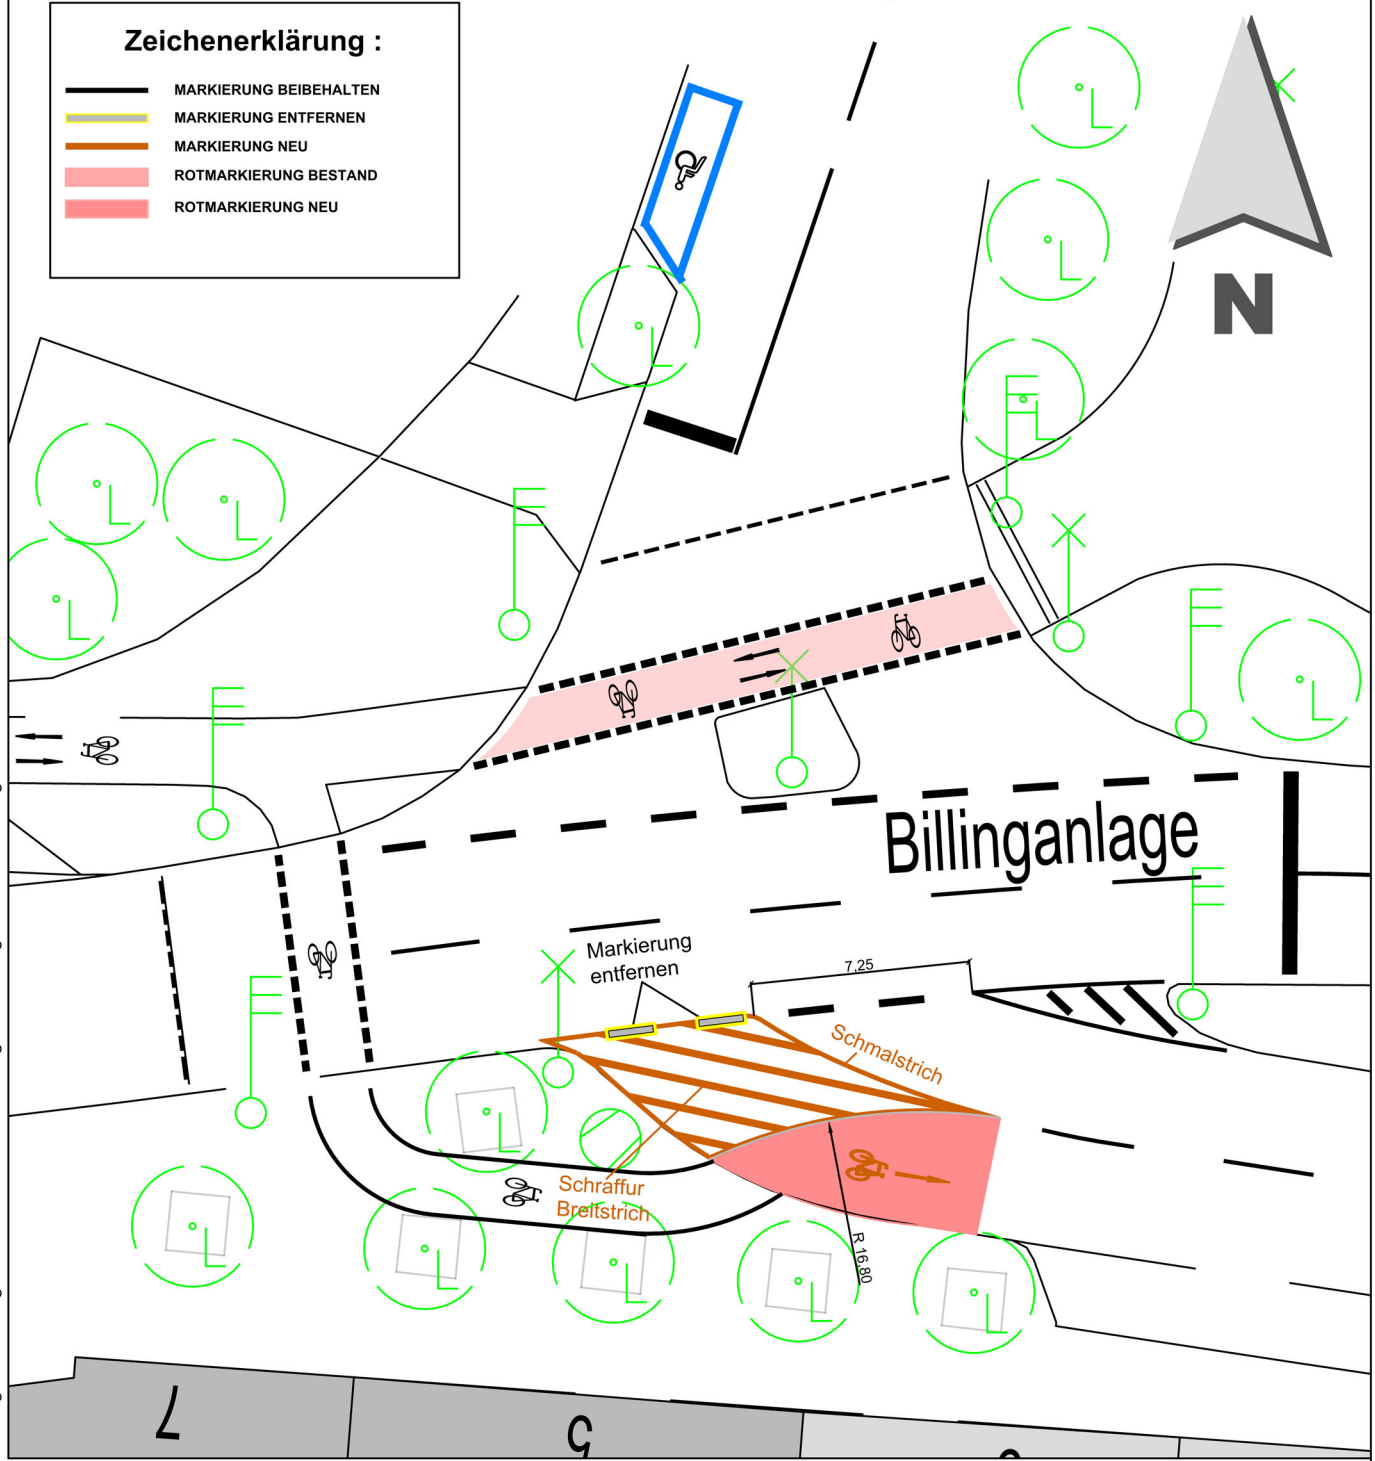 Zeichenerklärung :
MARKIERUNG BEIBEHALTEN
MARKIERUNG ENTFERNEN
MARKIERUNG NEU
ROTMARKIERUNG BESTAND
ROTMARKIERUNG NEU
N
Billinganlage
Markierung
entfernen
7,25
Schmalstrich
Schraffur
Breitstrich
R 16,80
7
5